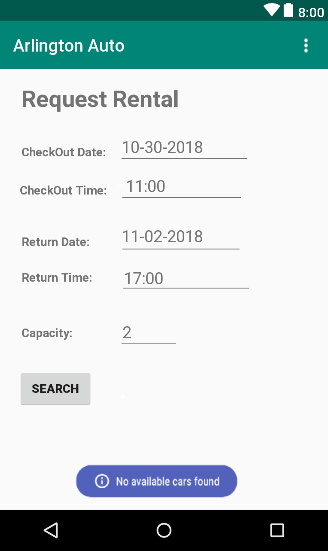 8:00
Arlington Auto
Request Rental
CheckOut Date: 10-30-2018
CheckOut Time: 11:00
Return Date: 11-02-2018
Return Time: 17:00
Capacity: 2
SEARCH
No available cars found